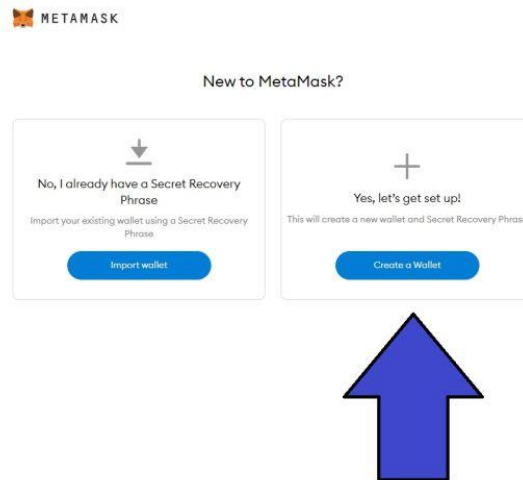 METAMASK
New to MetaMask?
No, I already have a Secret Recovery
Phrase
Import your existing wallet using a Secret Recovery
Phrase
Import wallet
Yes, let's get set up!
This will create a new wallet and Secret Recovery Phras
Create a Wallet